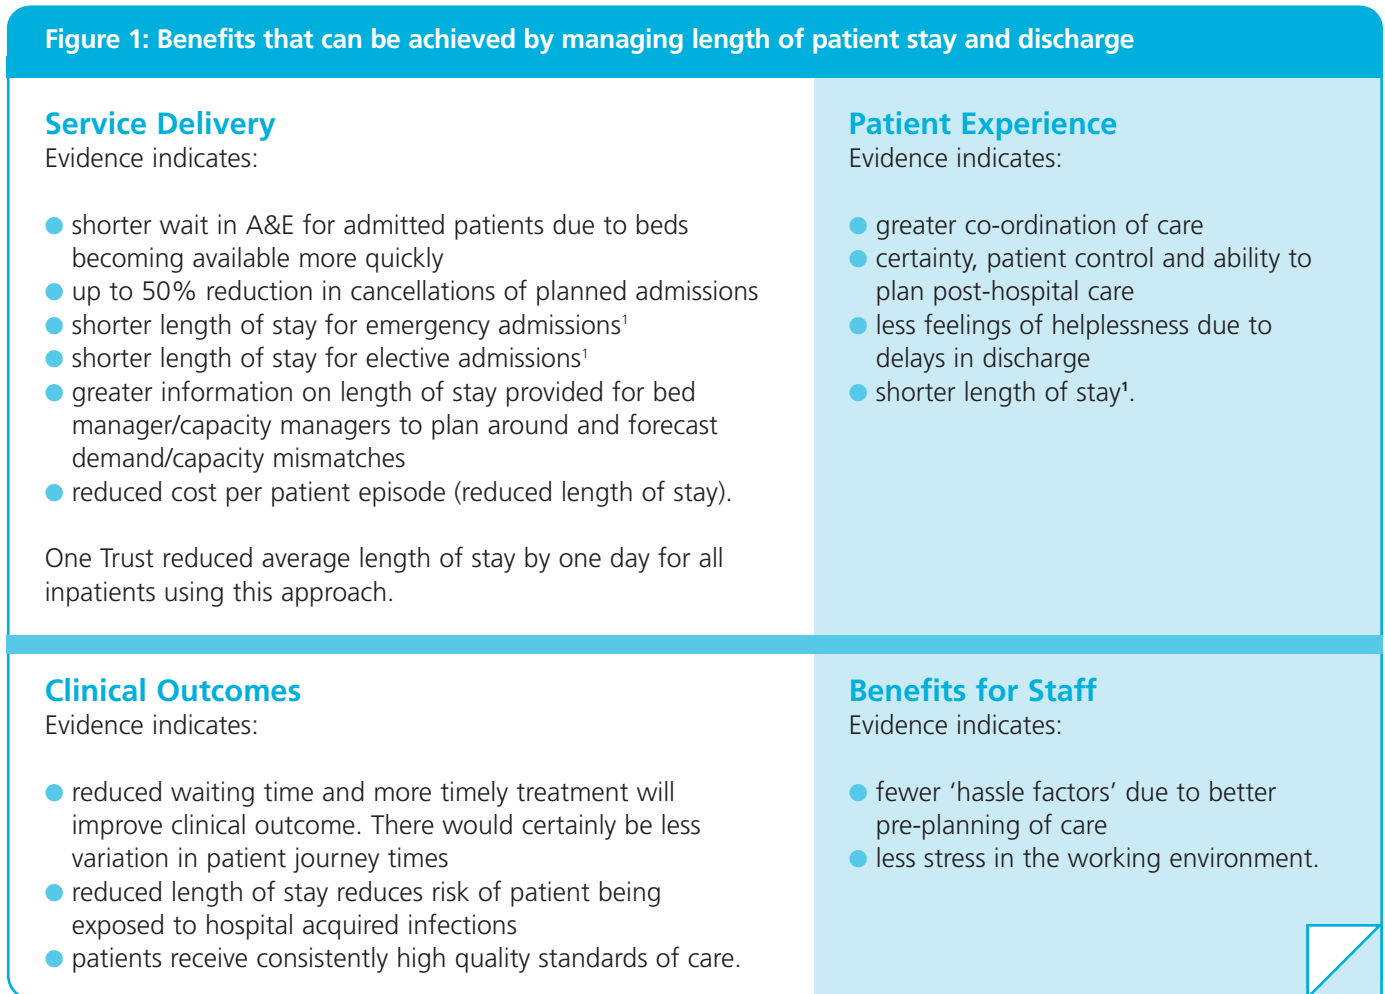 Figure 1: Benefits that can be achieved by managing length of patient stay and discharge
Service Delivery
Evidence indicates:
● shorter wait in A&E for admitted patients due to beds
becoming available more quickly
● up to 50% reduction in cancellations of planned admissions
● shorter length of stay for emergency admissions¹
● shorter length of stay for elective admissions¹
● greater information on length of stay provided for bed
manager/capacity managers to plan around and forecast
demand/capacity mismatches
● reduced cost per patient episode (reduced length of stay).
One Trust reduced average length of stay by one day for all
inpatients using this approach.
Patient Experience
Evidence indicates:
● greater co-ordination of care
● certainty, patient control and ability to
plan post-hospital care
● less feelings of helplessness due to
delays in discharge
● shorter length of stay¹.
Clinical Outcomes
Evidence indicates:
● reduced waiting time and more timely treatment will
improve clinical outcome. There would certainly be less
variation in patient journey times
● reduced length of stay reduces risk of patient being
exposed to hospital acquired infections
● patients receive consistently high quality standards of care.
Benefits for Staff
Evidence indicates:
● fewer ‘hassle factors’ due to better
pre-planning of care
● less stress in the working environment.